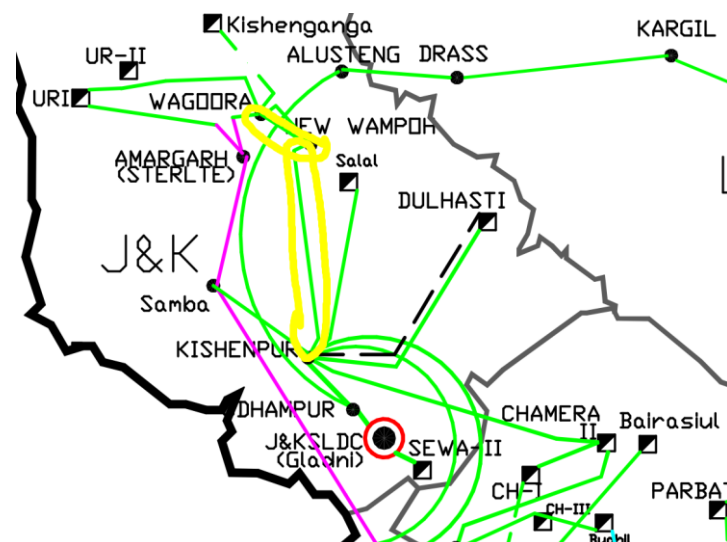 Kishenganga
KARGIL
UR-II
ALUSTENG DRASS
URI
WAGOORA
NEW WAMPOH
AMARGARH
(STERLTE)
Salal
DULHASTI
J&K
Samba
KISHENPUR
DHAMPUR
CHAMERA
II
Bairasiul
J&KSLDC
(Gladni)
SEWA-II
CH-I
PARBAT
CH-III